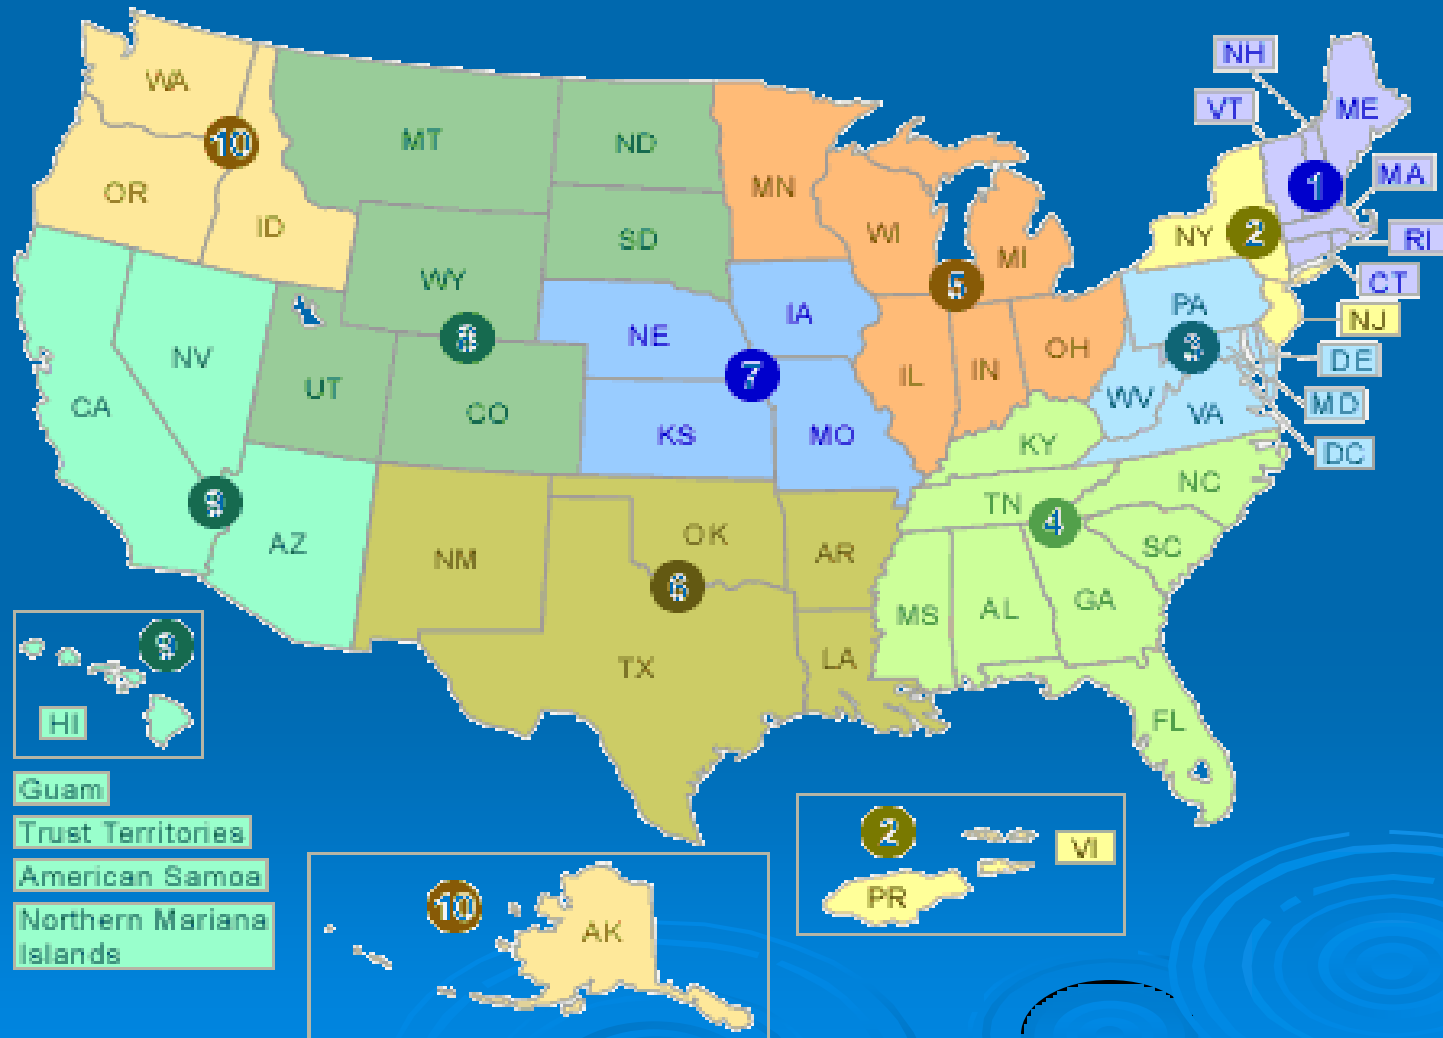 NH
WA
VT
ME
10
MT
ND
MA
MN
1
OR
ID
WI
NY
2
RI
SD
MI
WY
CT
5
PA
IA
NJ
NE
8
3
NV
OH
DE
7
IL
IN
UT
WV
CA
CO
VA
MD
KS
MO
KY
DC
NC
9
TN
4
OK
AZ
SC
AR
NM
6
GA
AL
MS
9
LA
TX
HI
FL
Guam
2
Trust Territories
VI
American Samoa
PR
10
Northern Mariana
AK
Islands